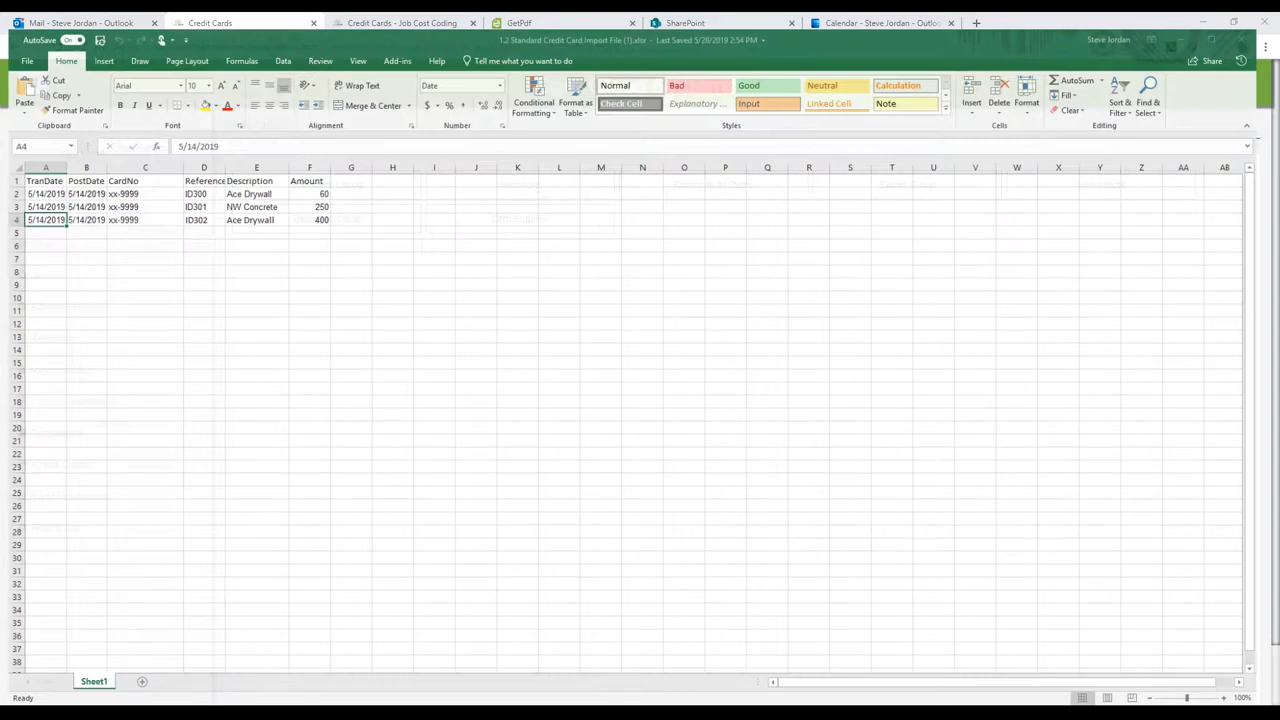 Mail - Steve Jordan - Outlook
Credit Cards
Credit Cards - Job Cost Coding
GetPdf
SharePoint
Calendar - Steve Jordan - Outloo
AutoSave On
1.2 Standard Credit Card Import File (1).xlsx - Last Saved 5/28/2019 2:54 PM
Steve Jordan
File Home Insert Draw Page Layout Formulas Data Review View Add-ins Help Tell me what you want to do
Share
Paste
Cut
Copy
Format Painter
Clipboard
Arial 10
B I U
Font
Wrap Text
Merge & Center
Alignment
Date
$ % ,
Number
Conditional Formatting
Format as Table
Normal Bad Good Neutral Calculation
Check Cell Explanatory ... Input Linked Cell Note
Styles
Insert Delete Format
Cells
AutoSum
Fill
Clear
Sort & Filter
Find & Select
Editing
A4 fx 5/14/2019
A B C D E F G H I J K L M N O P Q R S T U V W X Y Z AA AB
1 TranDate PostDate CardNo Reference Description Amount
2 5/14/2019 5/14/2019 xx-9999 ID300 Ace Drywall 60
3 5/14/2019 5/14/2019 xx-9999 ID301 NW Concrete 250
4 5/14/2019 5/14/2019 xx-9999 ID302 Ace Drywall 400
5
6
7
8
9
10
11
12
13
14
15
16
17
18
19
20
21
22
23
24
25
26
27
28
29
30
31
32
33
34
35
36
37
38
Sheet1
Ready
100%